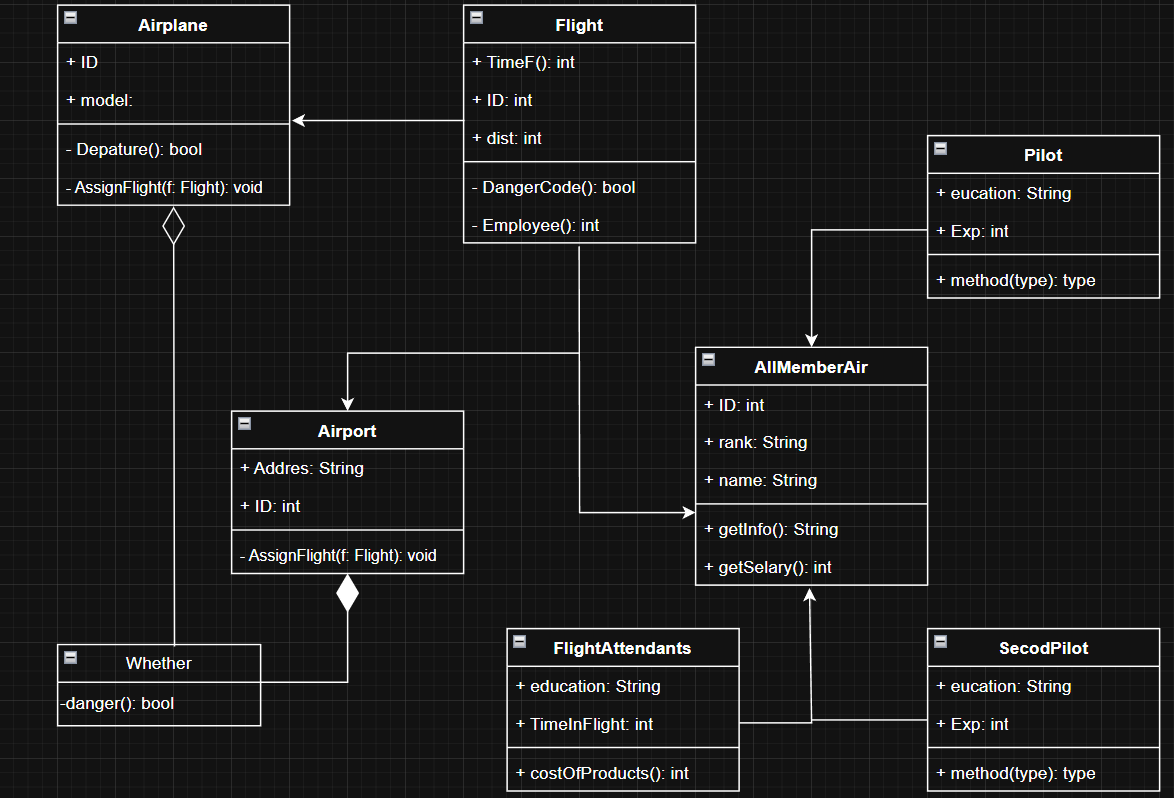 Airplane
+ ID
+ model:
- Depature(): bool
- AssignFlight(f: Flight): void
Flight
+ TimeF(): int
+ ID: int
+ dist: int
- DangerCode(): bool
- Employee(): int
Pilot
+ eucation: String
+ Exp: int
+ method(type): type
AllMemberAir
+ ID: int
+ rank: String
+ name: String
+ getInfo(): String
+ getSelary(): int
Airport
+ Addres: String
+ ID: int
- AssignFlight(f: Flight): void
Whether
-danger(): bool
FlightAttendants
+ education: String
+ TimeInFlight: int
+ costOfProducts(): int
SecodPilot
+ eucation: String
+ Exp: int
+ method(type): type